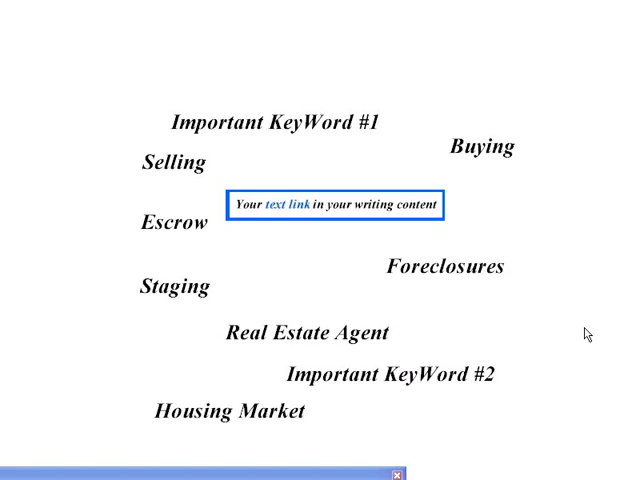 Important KeyWord #1
Buying
Selling
Your text link in your writing content
Escrow
Foreclosures
Staging
Real Estate Agent
Important KeyWord #2
Housing Market